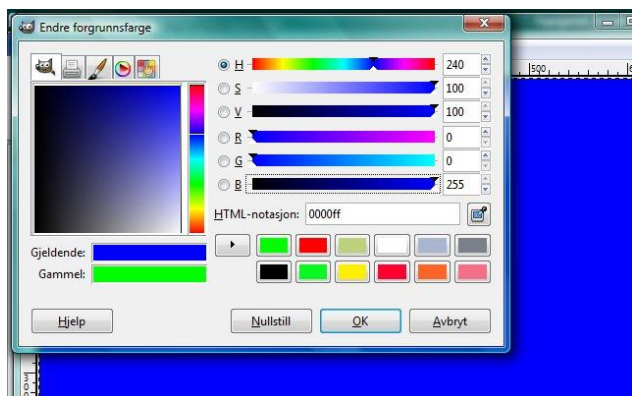 Endre forgrunnsfarge
500
H 240
S 100
V 100
R 0
G 0
B 255
HTML-notasjon: 0000ff
Gjeldende:
Gammel:
Hjelp Nullstill OK Avbryt